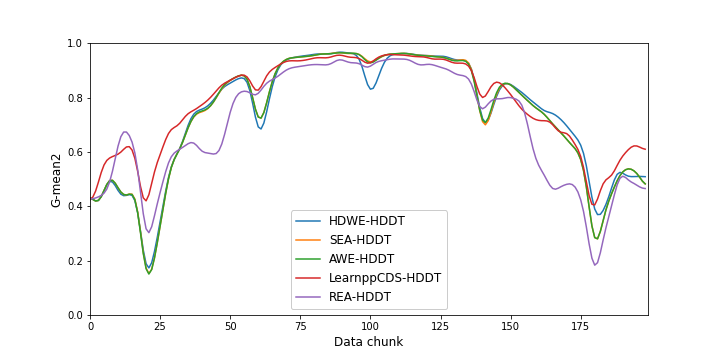 1.0
0.8
0.6
0.4
0.2
0.0
G-mean2
HDWE-HDDT
SEA-HDDT
AWE-HDDT
LearnppCDS-HDDT
REA-HDDT
0 25 50 75 100 125 150 175
Data chunk